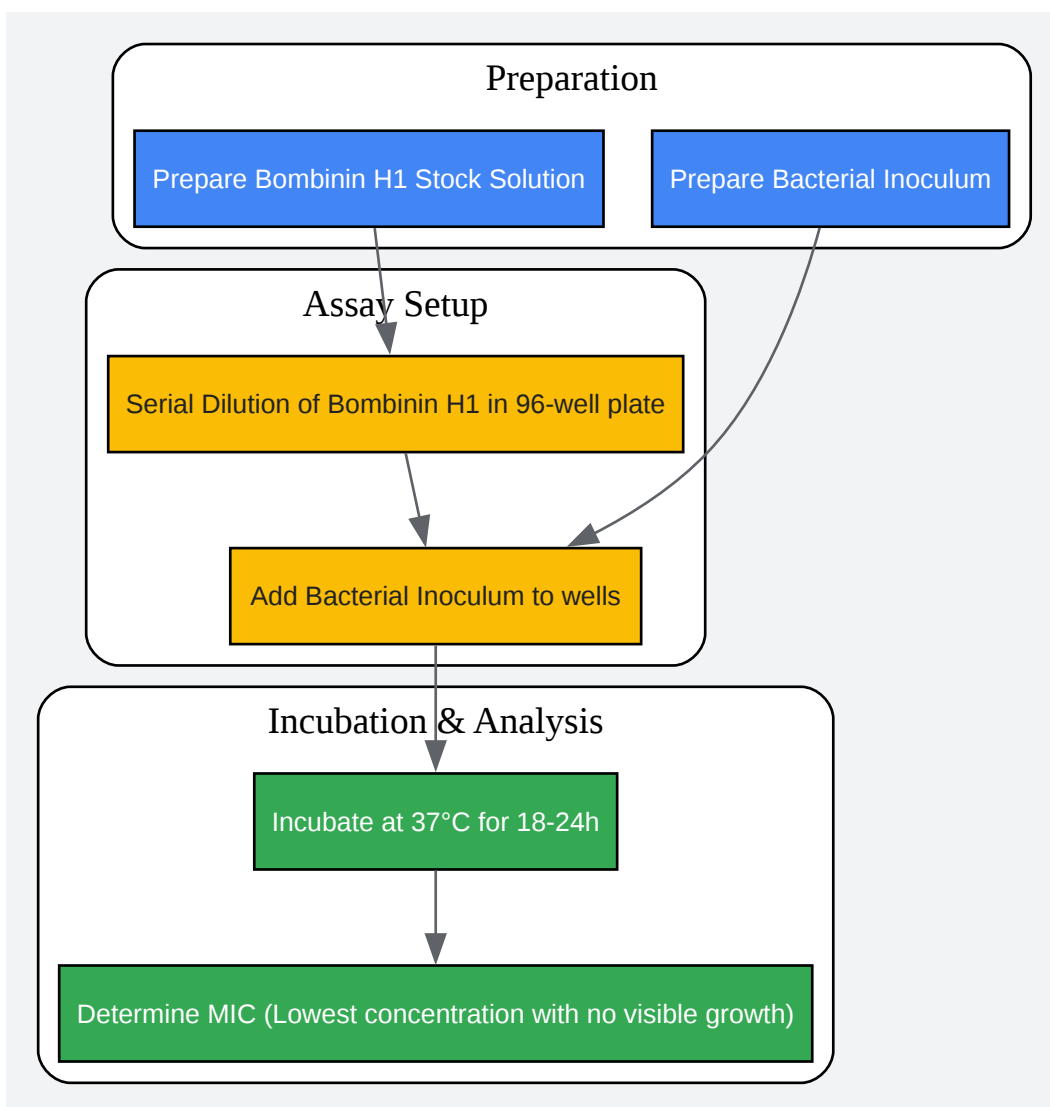 Preparation
Prepare Bombinin H1 Stock Solution
Prepare Bacterial Inoculum
Assay Setup
Serial Dilution of Bombinin H1 in 96-well plate
Add Bacterial Inoculum to wells
Incubation & Analysis
Incubate at 37°C for 18-24h
Determine MIC (Lowest concentration with no visible growth)